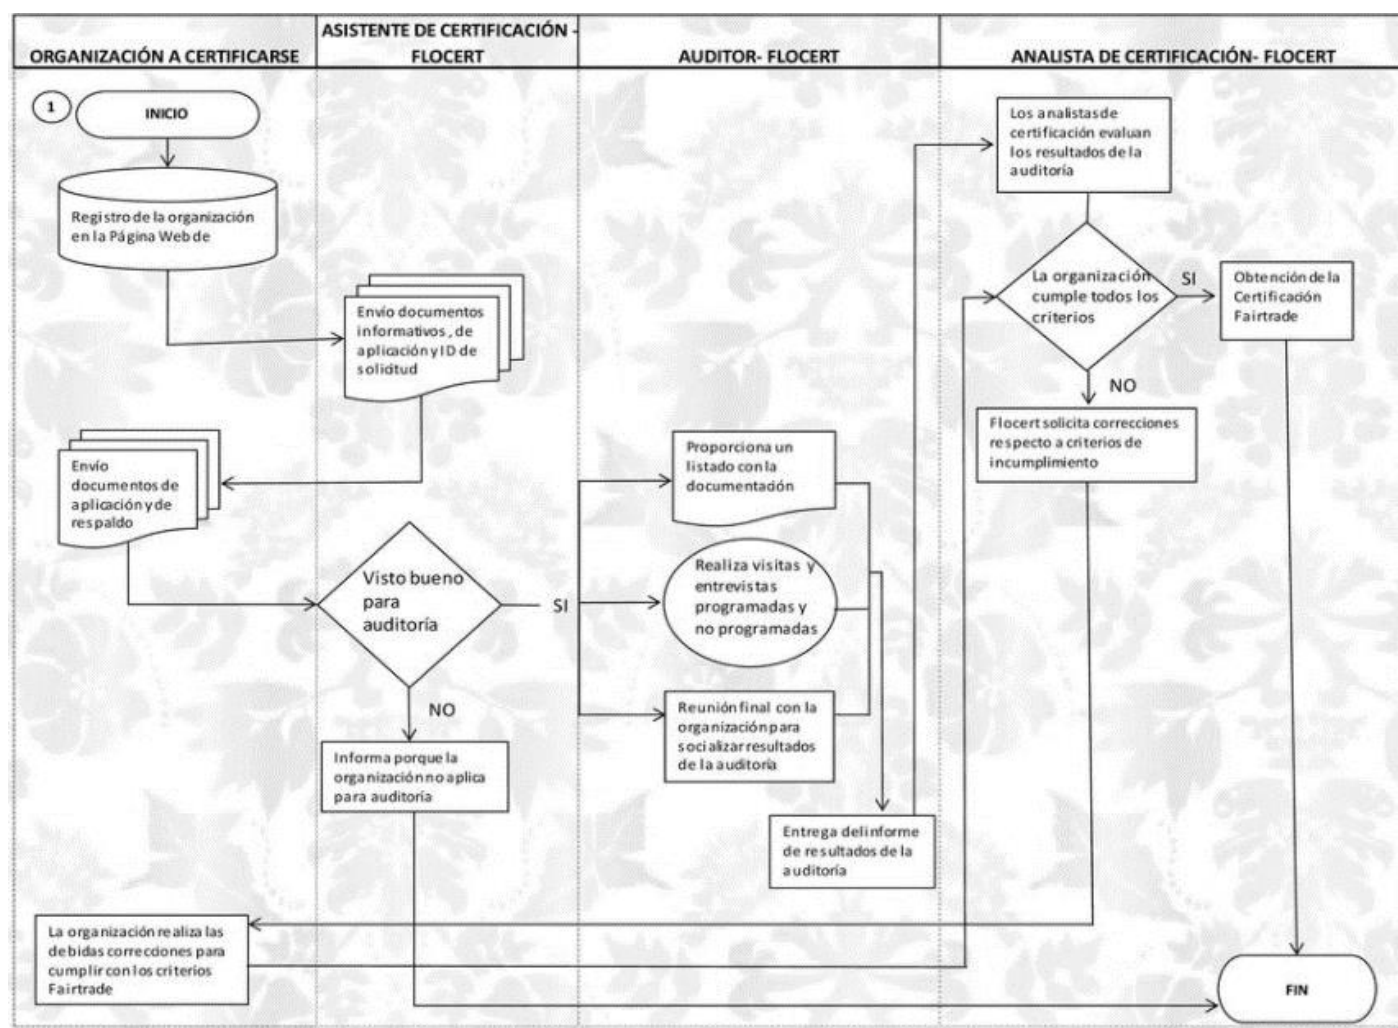 ORGANIZACIÓN A CERTIFICARSE
ASISTENTE DE CERTIFICACIÓN -
FLOCERT
AUDITOR- FLOCERT
ANALISTA DE CERTIFICACIÓN- FLOCERT
1
INICIO
Registro de la organización
en la Página Web de
Envío documentos
informativos, de
aplicación y ID de
solicitud
Envío
documentos de
aplicación y de
respaldo
Visto bueno
para
auditoría
SI
NO
Informa porque la
organización no aplica
para auditoría
Proporciona un
listado con la
documentación
Realiza visitas y
entrevistas
programadas y
no programadas
Reunión final con la
organización para
socializar resultados
de la auditoría
Entrega del informe
de resultados de la
auditoría
Los analistas de
certificación evaluan
los resultados de la
auditoría
La organización
cumple todos los
criterios
SI
Obtención de la
Certificación
Fairtrade
NO
Flocert solicita correcciones
respecto a criterios de
incumplimiento
La organización realiza las
debidas correcciones para
cumplir con los criterios
Fairtrade
FIN